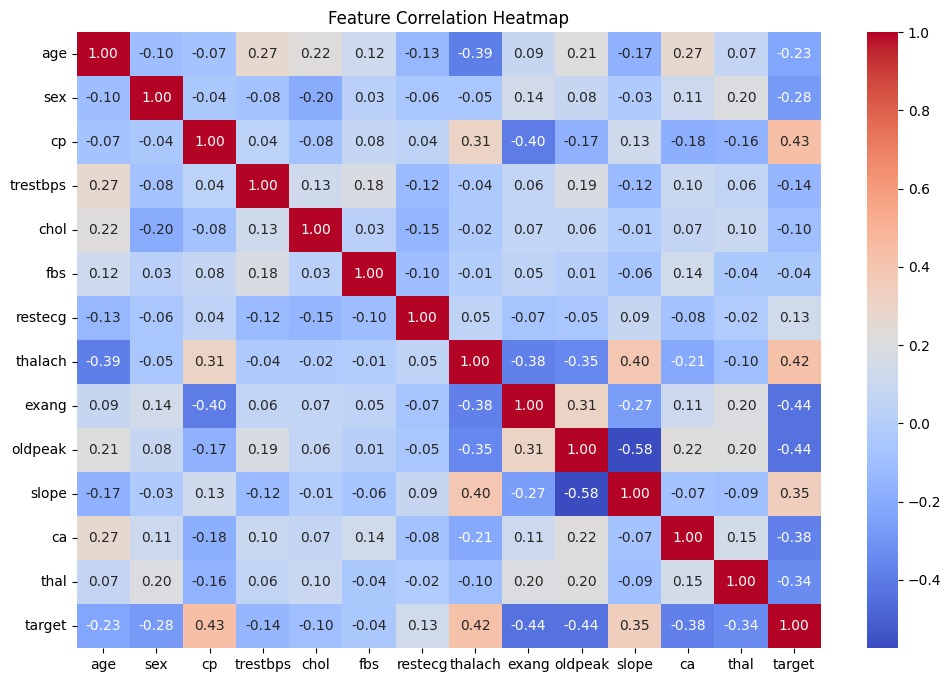 Feature Correlation Heatmap
age 1.00 -0.10 -0.07 0.27 0.22 0.12 -0.13 -0.39 0.09 0.21 -0.17 0.27 0.07 -0.23
sex -0.10 1.00 -0.04 -0.08 -0.20 0.03 -0.06 -0.05 0.14 0.08 -0.03 0.11 0.20 -0.28
cp -0.07 -0.04 1.00 0.04 -0.08 0.08 0.04 0.31 -0.40 -0.17 0.13 -0.18 -0.16 0.43
trestbps 0.27 -0.08 0.04 1.00 0.13 0.18 -0.12 -0.04 0.06 0.19 -0.12 0.10 0.06 -0.14
chol 0.22 -0.20 -0.08 0.13 1.00 0.03 -0.15 -0.02 0.07 0.06 -0.01 0.07 0.10 -0.10
fbs 0.12 0.03 0.08 0.18 0.03 1.00 -0.10 -0.01 0.05 0.01 -0.06 0.14 -0.04 -0.04
restecg -0.13 -0.06 0.04 -0.12 -0.15 -0.10 1.00 0.05 -0.07 -0.05 0.09 -0.08 -0.02 0.13
thalach -0.39 -0.05 0.31 -0.04 -0.02 -0.01 0.05 1.00 -0.38 -0.35 0.40 -0.21 -0.10 0.42
exang 0.09 0.14 -0.40 0.06 0.07 0.05 -0.07 -0.38 1.00 0.31 -0.27 0.11 0.20 -0.44
oldpeak 0.21 0.08 -0.17 0.19 0.06 0.01 -0.05 -0.35 0.31 1.00 -0.58 0.22 0.20 -0.44
slope -0.17 -0.03 0.13 -0.12 -0.01 -0.06 0.09 0.40 -0.27 -0.58 1.00 -0.07 -0.09 0.35
ca 0.27 0.11 -0.18 0.10 0.07 0.14 -0.08 -0.21 0.11 0.22 -0.07 1.00 0.15 -0.38
thal 0.07 0.20 -0.16 0.06 0.10 -0.04 -0.02 -0.10 0.20 0.20 -0.09 0.15 1.00 -0.34
target -0.23 -0.28 0.43 -0.14 -0.10 -0.04 0.13 0.42 -0.44 -0.44 0.35 -0.38 -0.34 1.00
age sex cp trestbps chol fbs restecg thalach exang oldpeak slope ca thal target
1.0
0.8
0.6
0.4
0.2
0.0
−0.2
−0.4